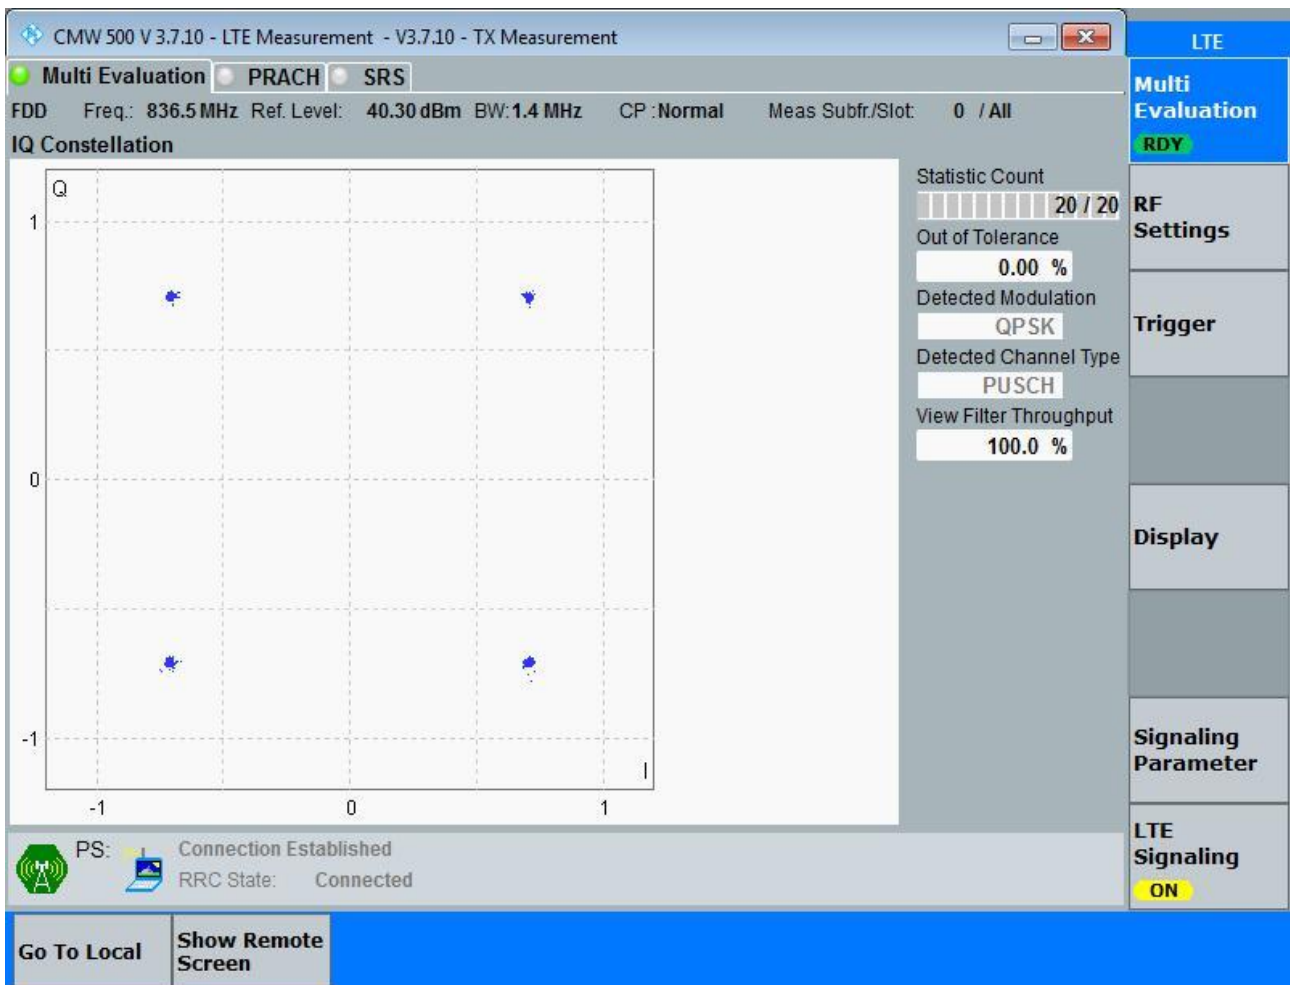 CMW 500 V 3.7.10 - LTE Measurement - V3.7.10 - TX Measurement
LTE
Multi Evaluation PRACH SRS
FDD Freq.: 836.5 MHz Ref. Level: 40.30 dBm BW: 1.4 MHz CP : Normal Meas Subfr./Slot: 0 / All
IQ Constellation
Q
1
0
-1
I
-1 0 1
Statistic Count
20 / 20
Out of Tolerance
0.00 %
Detected Modulation
QPSK
Detected Channel Type
PUSCH
View Filter Throughput
100.0 %
Multi
Evaluation
RDY
RF
Settings
Trigger
Display
Signaling
Parameter
LTE
Signaling
ON
PS: Connection Established
RRC State: Connected
Go To Local
Show Remote
Screen